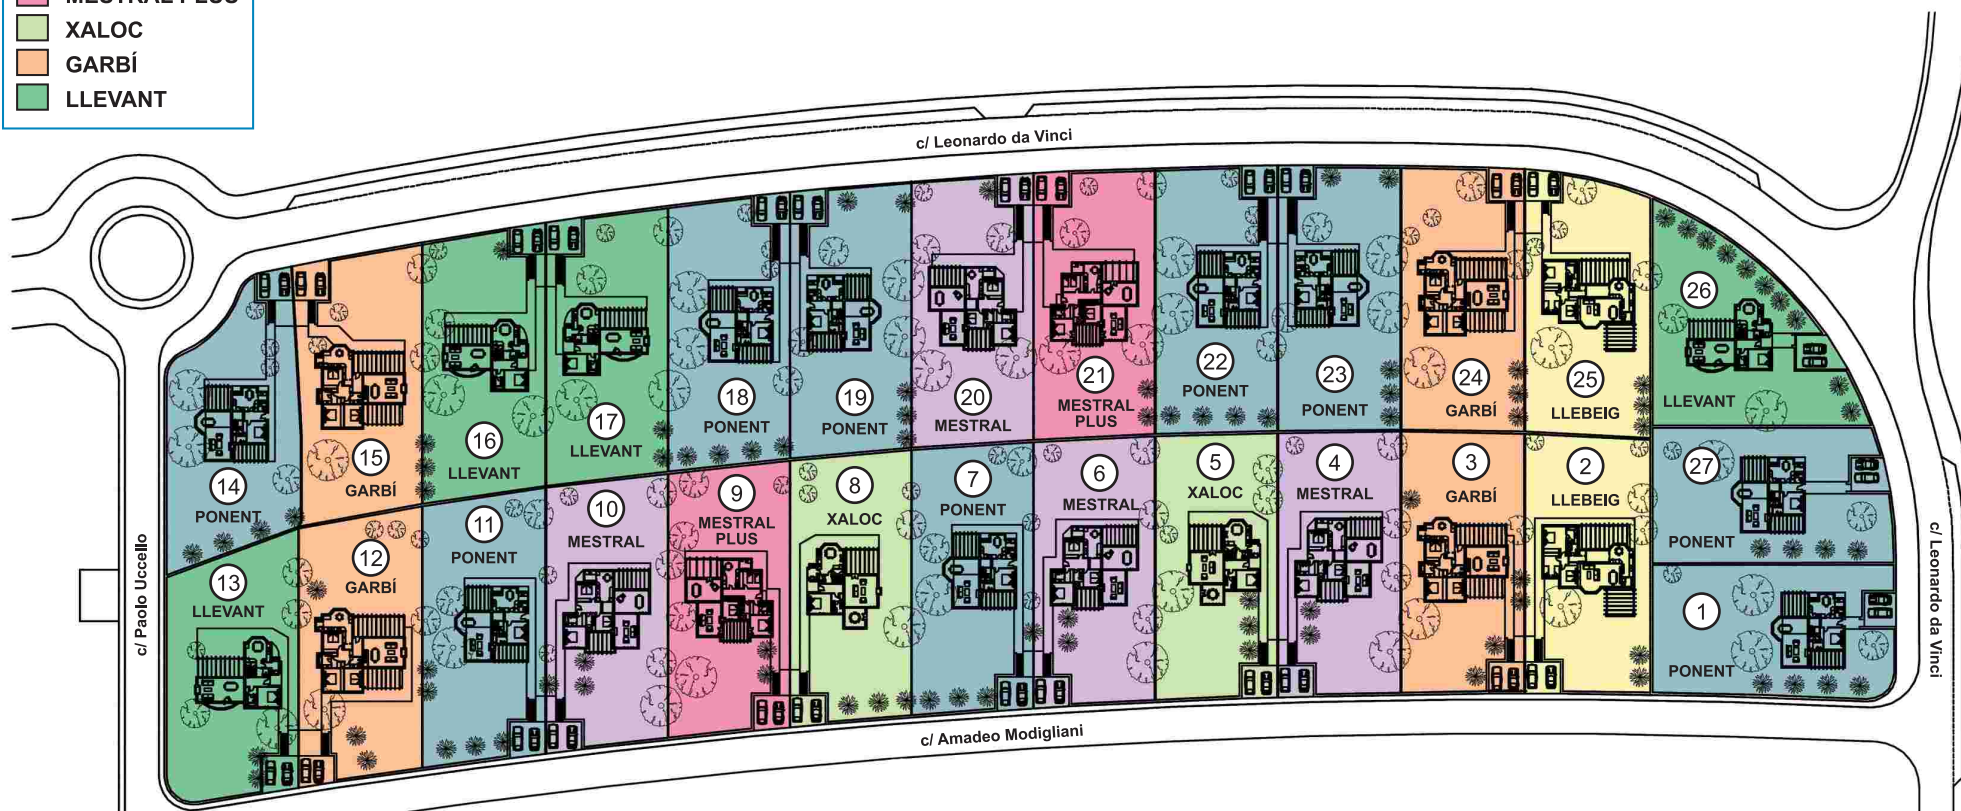 MESTRAL PLUS
XALOC
GARBÍ
LLEVANT
c/ Leonardo da Vinci
14
PONENT
15
GARBÍ
16
LLEVANT
17
LLEVANT
18
PONENT
19
PONENT
20
MESTRAL
21
MESTRAL
PLUS
22
PONENT
23
PONENT
24
GARBÍ
25
LLEBEIG
26
LLEVANT
27
PONENT
13
LLEVANT
12
GARBÍ
11
PONENT
10
MESTRAL
9
MESTRAL
PLUS
8
XALOC
7
PONENT
6
MESTRAL
5
XALOC
4
MESTRAL
3
GARBÍ
2
LLEBEIG
1
PONENT
c/ Paolo Uccello
c/ Amadeo Modigliani
c/ Leonardo da Vinci